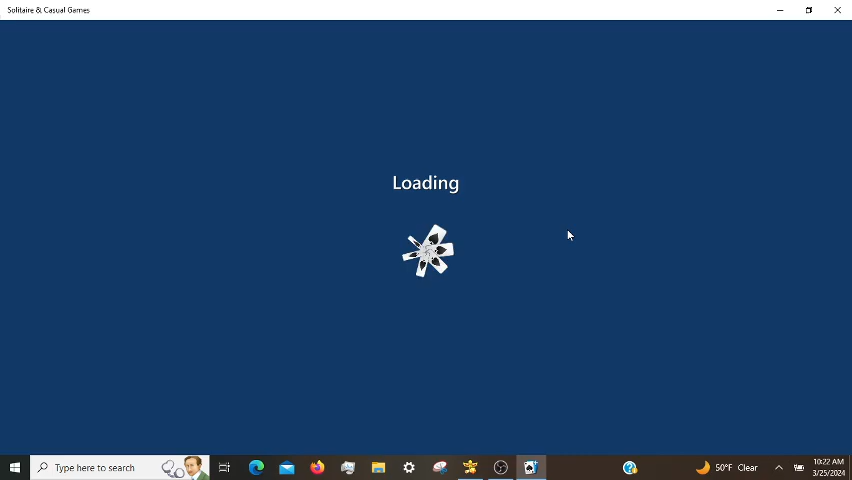 Solitaire & Casual Games
Loading
Type here to search
50°F Clear
10:22 AM
3/25/2024